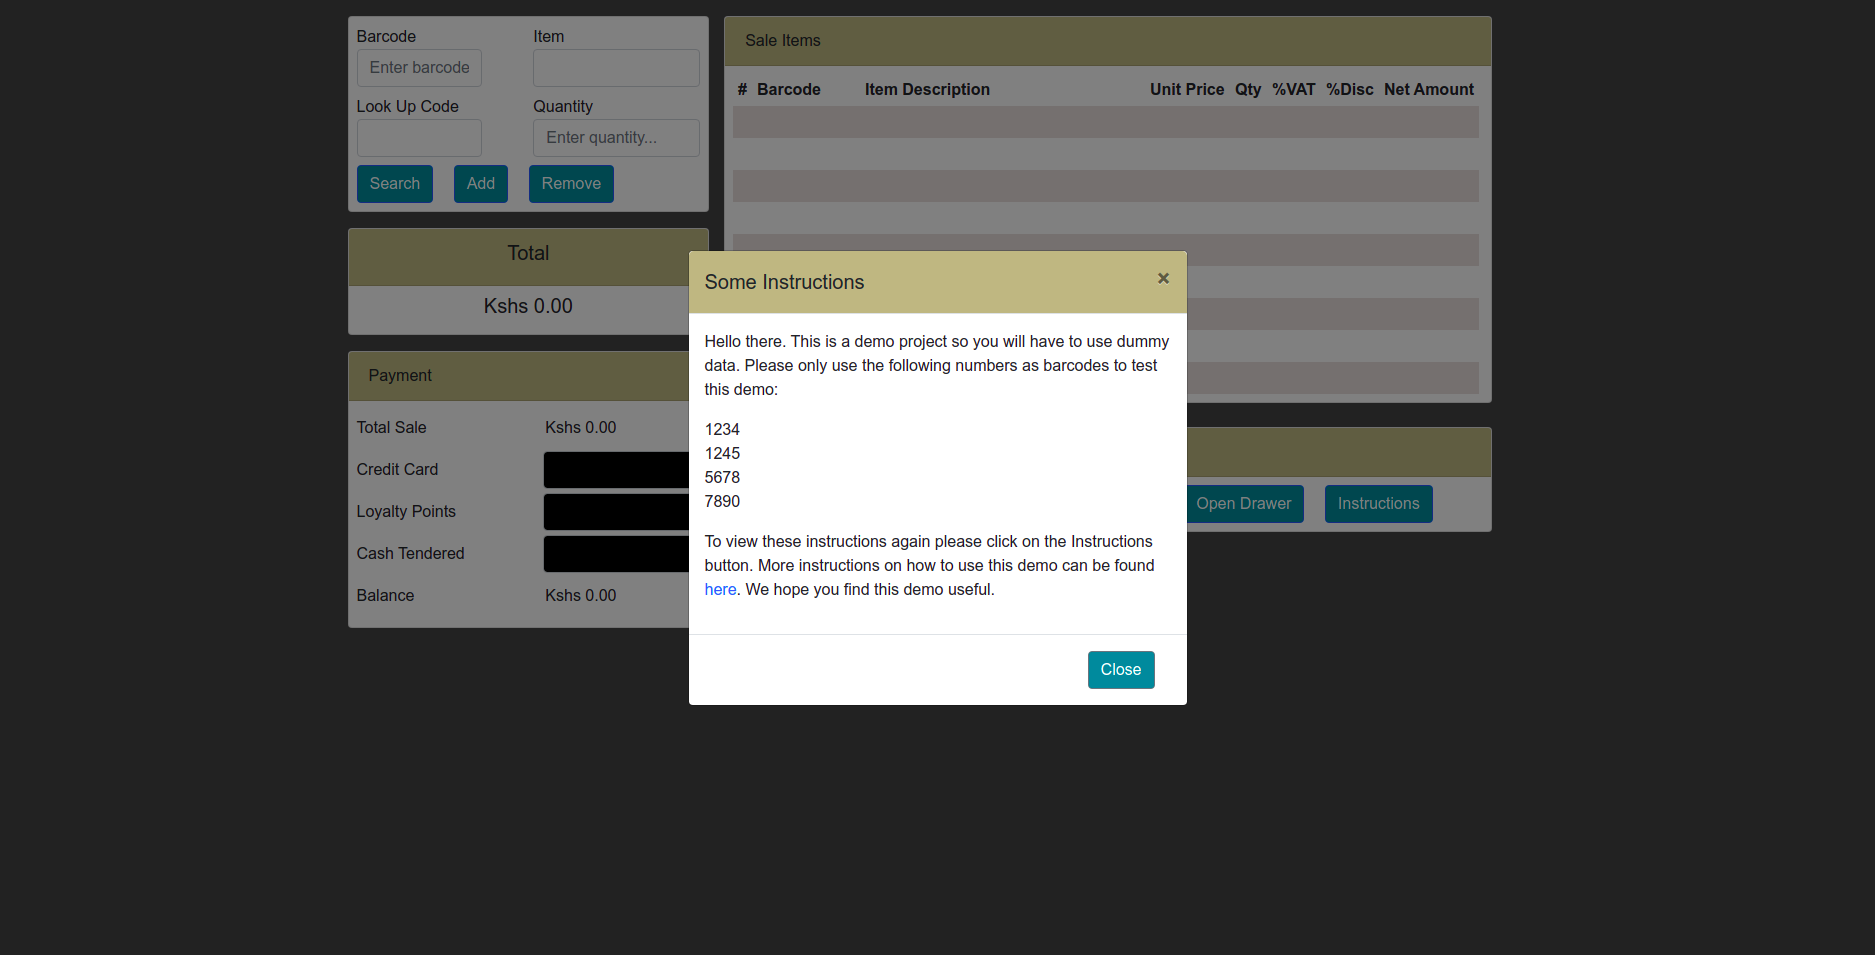 Barcode
Item
Enter barcode
Look Up Code
Quantity
Enter quantity...
Search
Add
Remove
Total
Kshs 0.00
Payment
Total Sale
Kshs 0.00
Credit Card
Loyalty Points
Cash Tendered
Balance
Kshs 0.00
Sale Items
# Barcode Item Description Unit Price Qty %VAT %Disc Net Amount
Open Drawer
Instructions
Some Instructions
×
Hello there. This is a demo project so you will have to use dummy
data. Please only use the following numbers as barcodes to test
this demo:
1234
1245
5678
7890
To view these instructions again please click on the Instructions
button. More instructions on how to use this demo can be found
here. We hope you find this demo useful.
Close